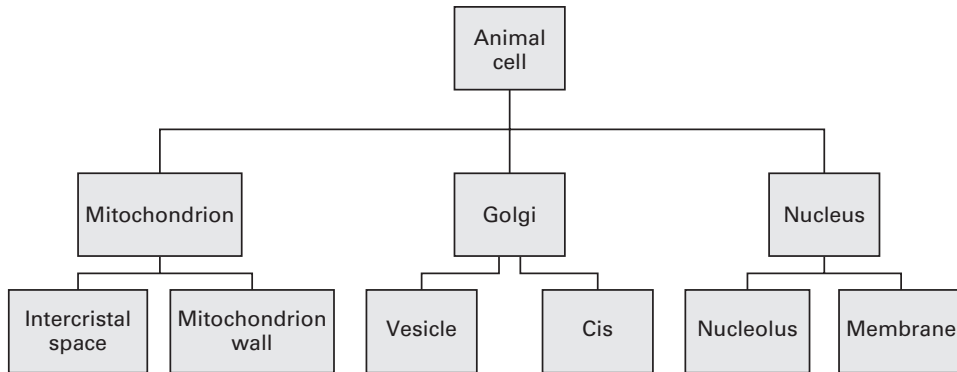 Animal
cell
Mitochondrion
Golgi
Nucleus
Intercristal
space
Mitochondrion
wall
Vesicle
Cis
Nucleolus
Membrane